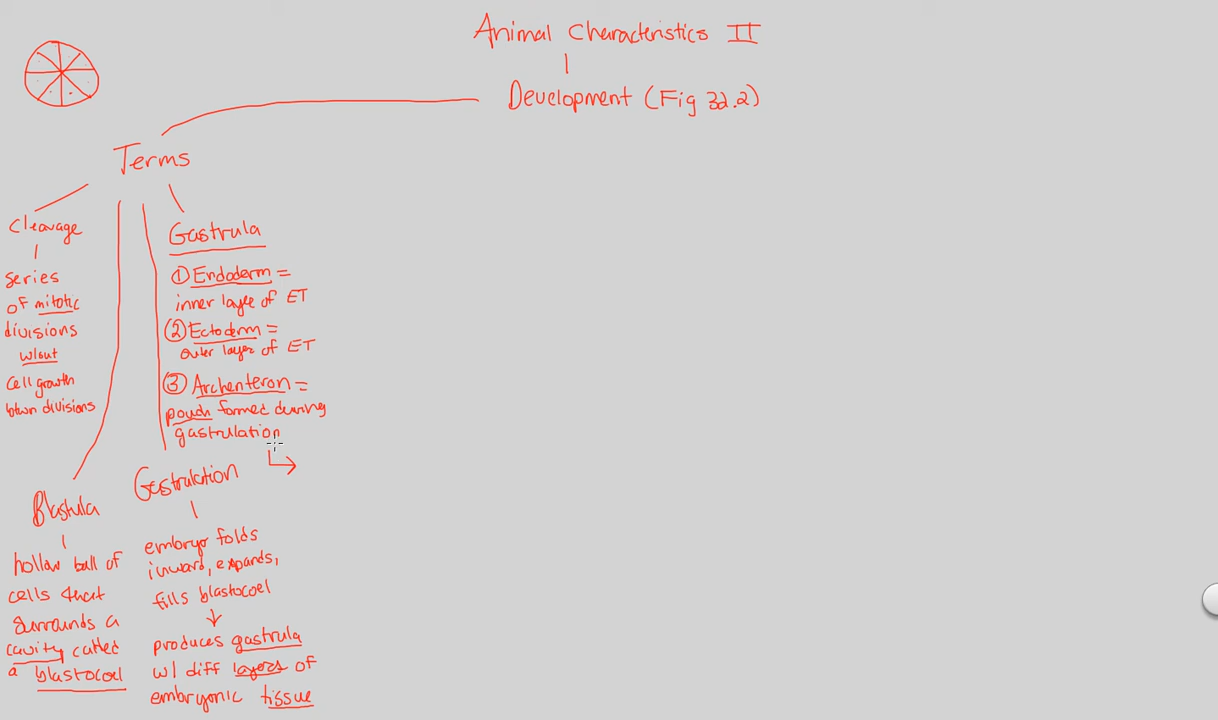 Animal Characteristics II
Development (Fig 32.2)
Terms
Cleavage
series
of mitotic
divisions
w/out
cell growth
btwn divisions
Gastrula
① Endoderm =
inner layer of ET
② Ectoderm =
outer layer of ET
③ Archenteron =
pouch formed during
gastrulation
Blastula
hollow ball of
cells that
surrounds a
cavity called
a blastocoel
Gastrulation
embryo folds
inward, expands,
fills blastocoel
produces gastrula
w/ diff layers of
embryonic tissue